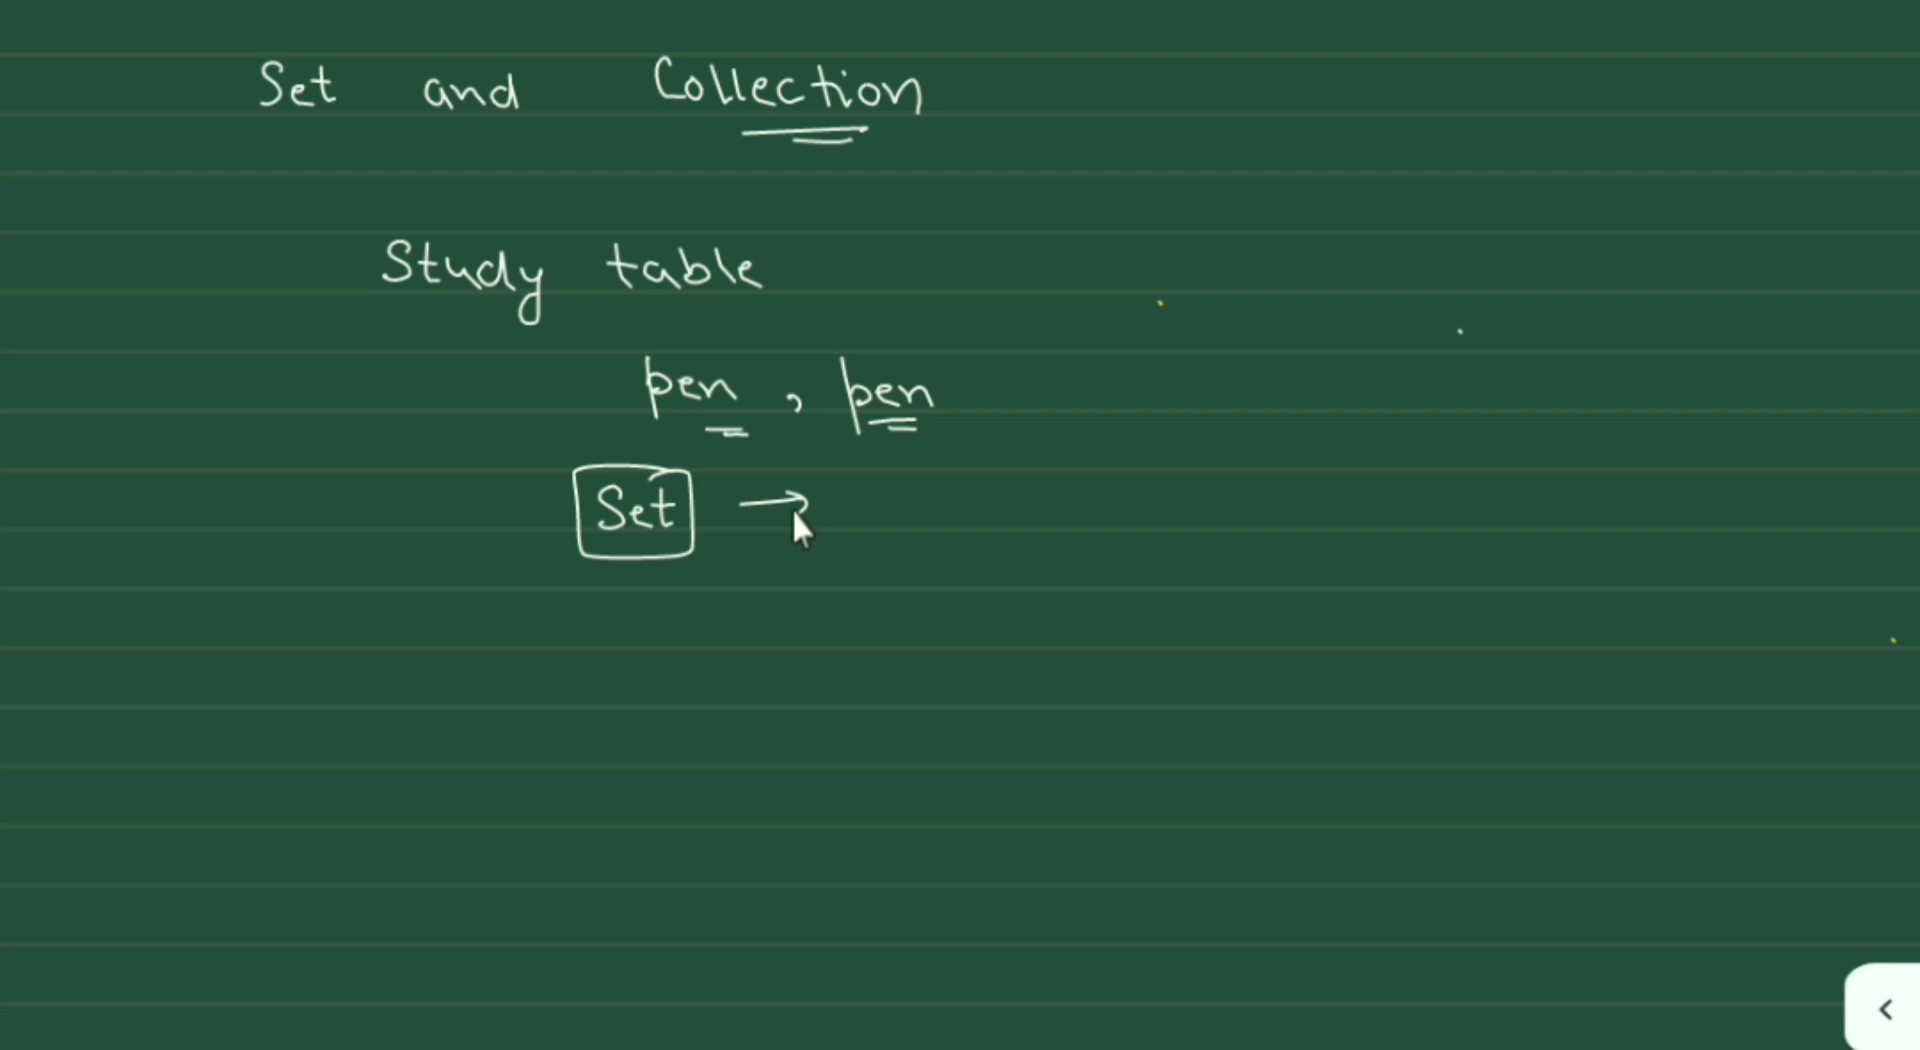 Set and Collection
Study table
pen , pen
Set →